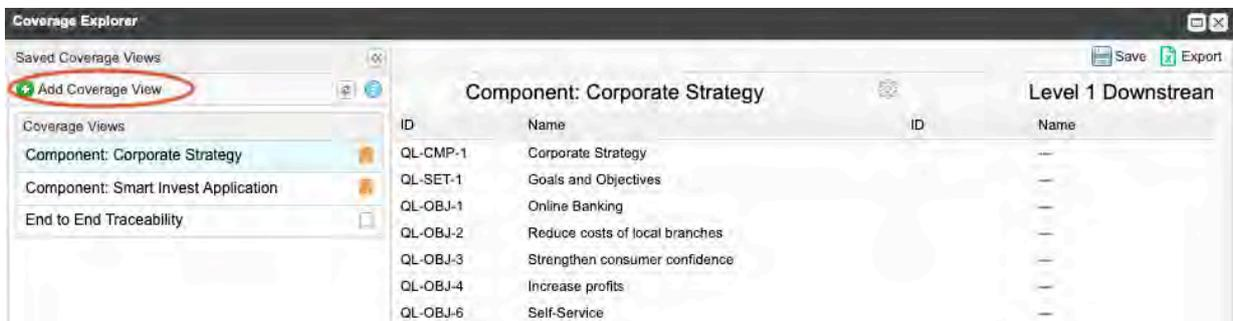 Coverage Explorer
Saved Coverage Views
Add Coverage View
Coverage Views
Component: Corporate Strategy
Component: Smart Invest Application
End to End Traceability
Save Export
Component: Corporate Strategy Level 1 Downstrean
ID Name ID Name
QL-CMP-1 Corporate Strategy —
QL-SET-1 Goals and Objectives —
QL-OBJ-1 Online Banking —
QL-OBJ-2 Reduce costs of local branches —
QL-OBJ-3 Strengthen consumer confidence —
QL-OBJ-4 Increase profits —
QL-OBJ-6 Self-Service —